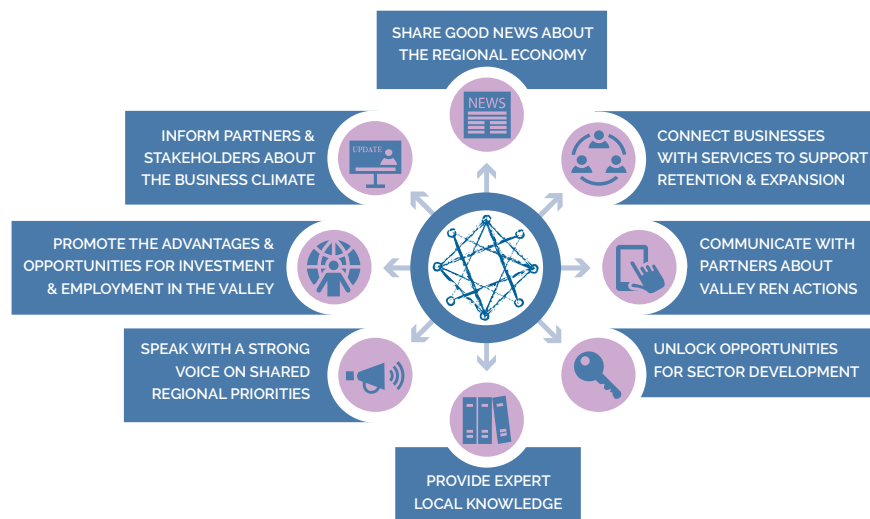 SHARE GOOD NEWS ABOUT
THE REGIONAL ECONOMY
NEWS
INFORM PARTNERS &
STAKEHOLDERS ABOUT
THE BUSINESS CLIMATE
UPDATE
CONNECT BUSINESSES
WITH SERVICES TO SUPPORT
RETENTION & EXPANSION
PROMOTE THE ADVANTAGES &
OPPORTUNITIES FOR INVESTMENT
& EMPLOYMENT IN THE VALLEY
COMMUNICATE WITH
PARTNERS ABOUT
VALLEY REN ACTIONS
SPEAK WITH A STRONG
VOICE ON SHARED
REGIONAL PRIORITIES
UNLOCK OPPORTUNITIES
FOR SECTOR DEVELOPMENT
PROVIDE EXPERT
LOCAL KNOWLEDGE